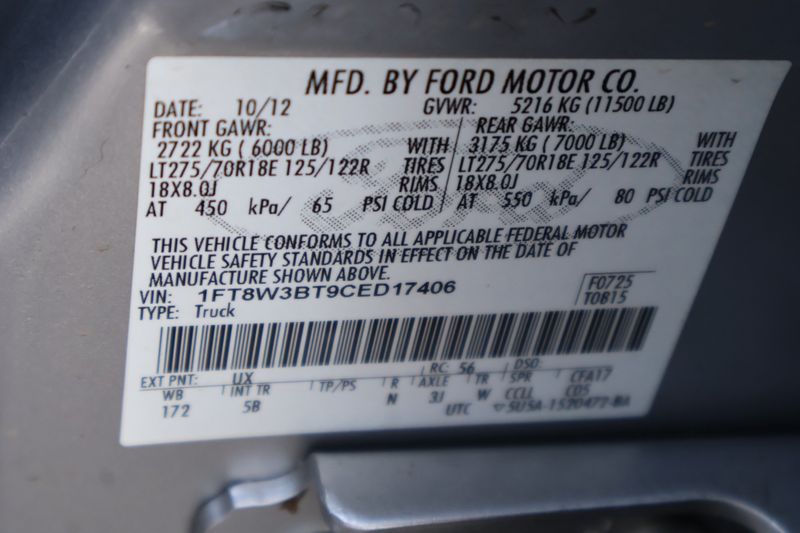 MFD. BY FORD MOTOR CO.
DATE: 10/12 GVWR: 5216 KG (11500 LB)
FRONT GAWR: REAR GAWR:
2722 KG ( 6000 LB) WITH 3175 KG ( 7000 LB) WITH
LT275/70R18E 125/122R TIRES LT275/70R18E 125/122R TIRES
18X8.0J RIMS 18X8.0J RIMS
AT 450 kPa/ 65 PSI COLD AT 550 kPa/ 80 PSI COLD
THIS VEHICLE CONFORMS TO ALL APPLICABLE FEDERAL MOTOR
VEHICLE SAFETY STANDARDS IN EFFECT ON THE DATE OF
MANUFACTURE SHOWN ABOVE.
VIN: 1FT8W3BT9CED17406 F0725
TYPE: Truck T0815
EXT PNT: UX RC: 56 DSO:
WB INT TR TP/PS R AXLE TR SPR CFA17
172 5B N 3J W CCLL CD5
UTC